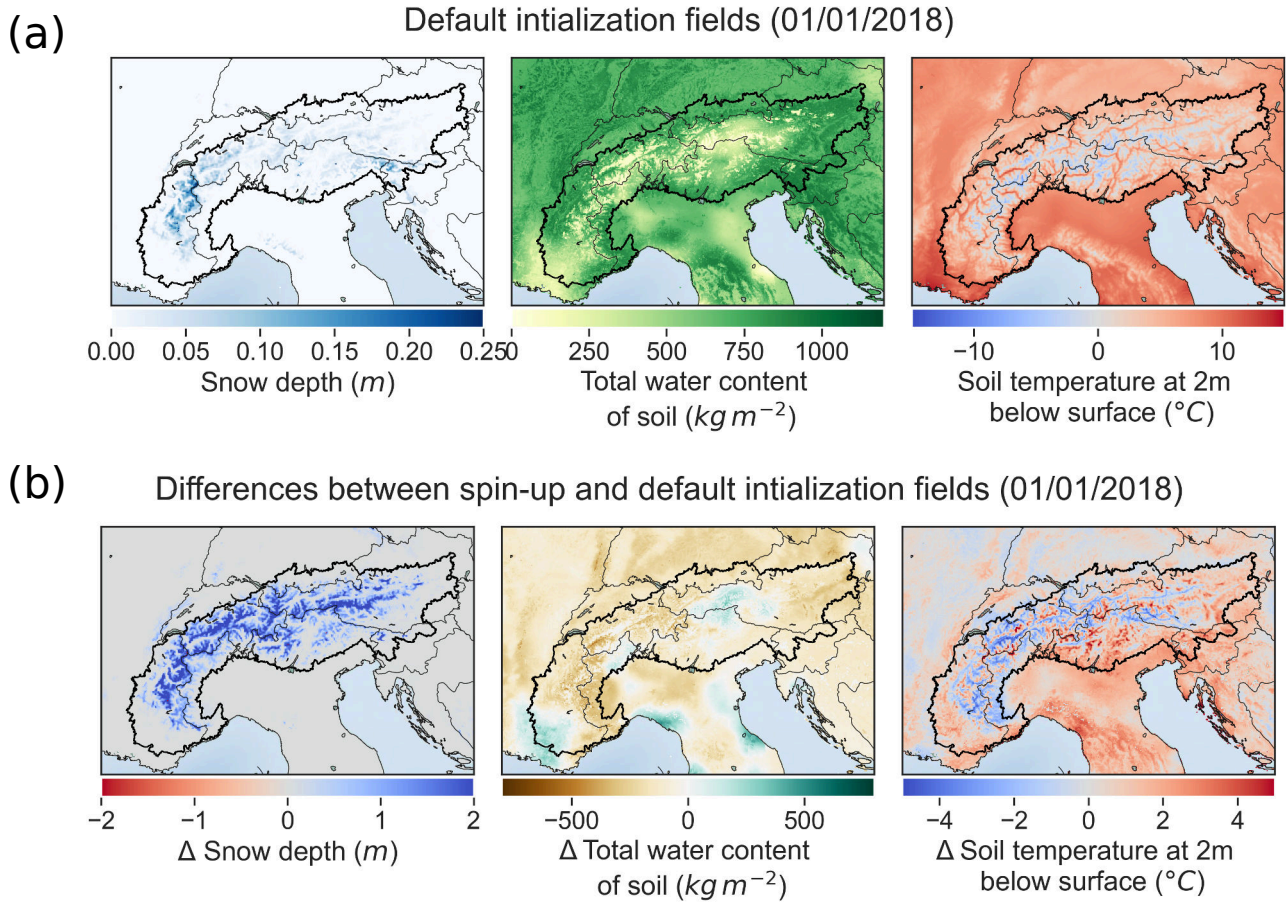 (a)
Default intialization fields (01/01/2018)
0.00 0.05 0.10 0.15 0.20 0.25
Snow depth (m)
0 250 500 750 1000
Total water content
of soil (kg m⁻²)
−10 0 10
Soil temperature at 2m
below surface (°C)
(b)
Differences between spin-up and default intialization fields (01/01/2018)
−2 −1 0 1 2
Δ Snow depth (m)
−500 0 500
Δ Total water content
of soil (kg m⁻²)
−4 −2 0 2 4
Δ Soil temperature at 2m
below surface (°C)